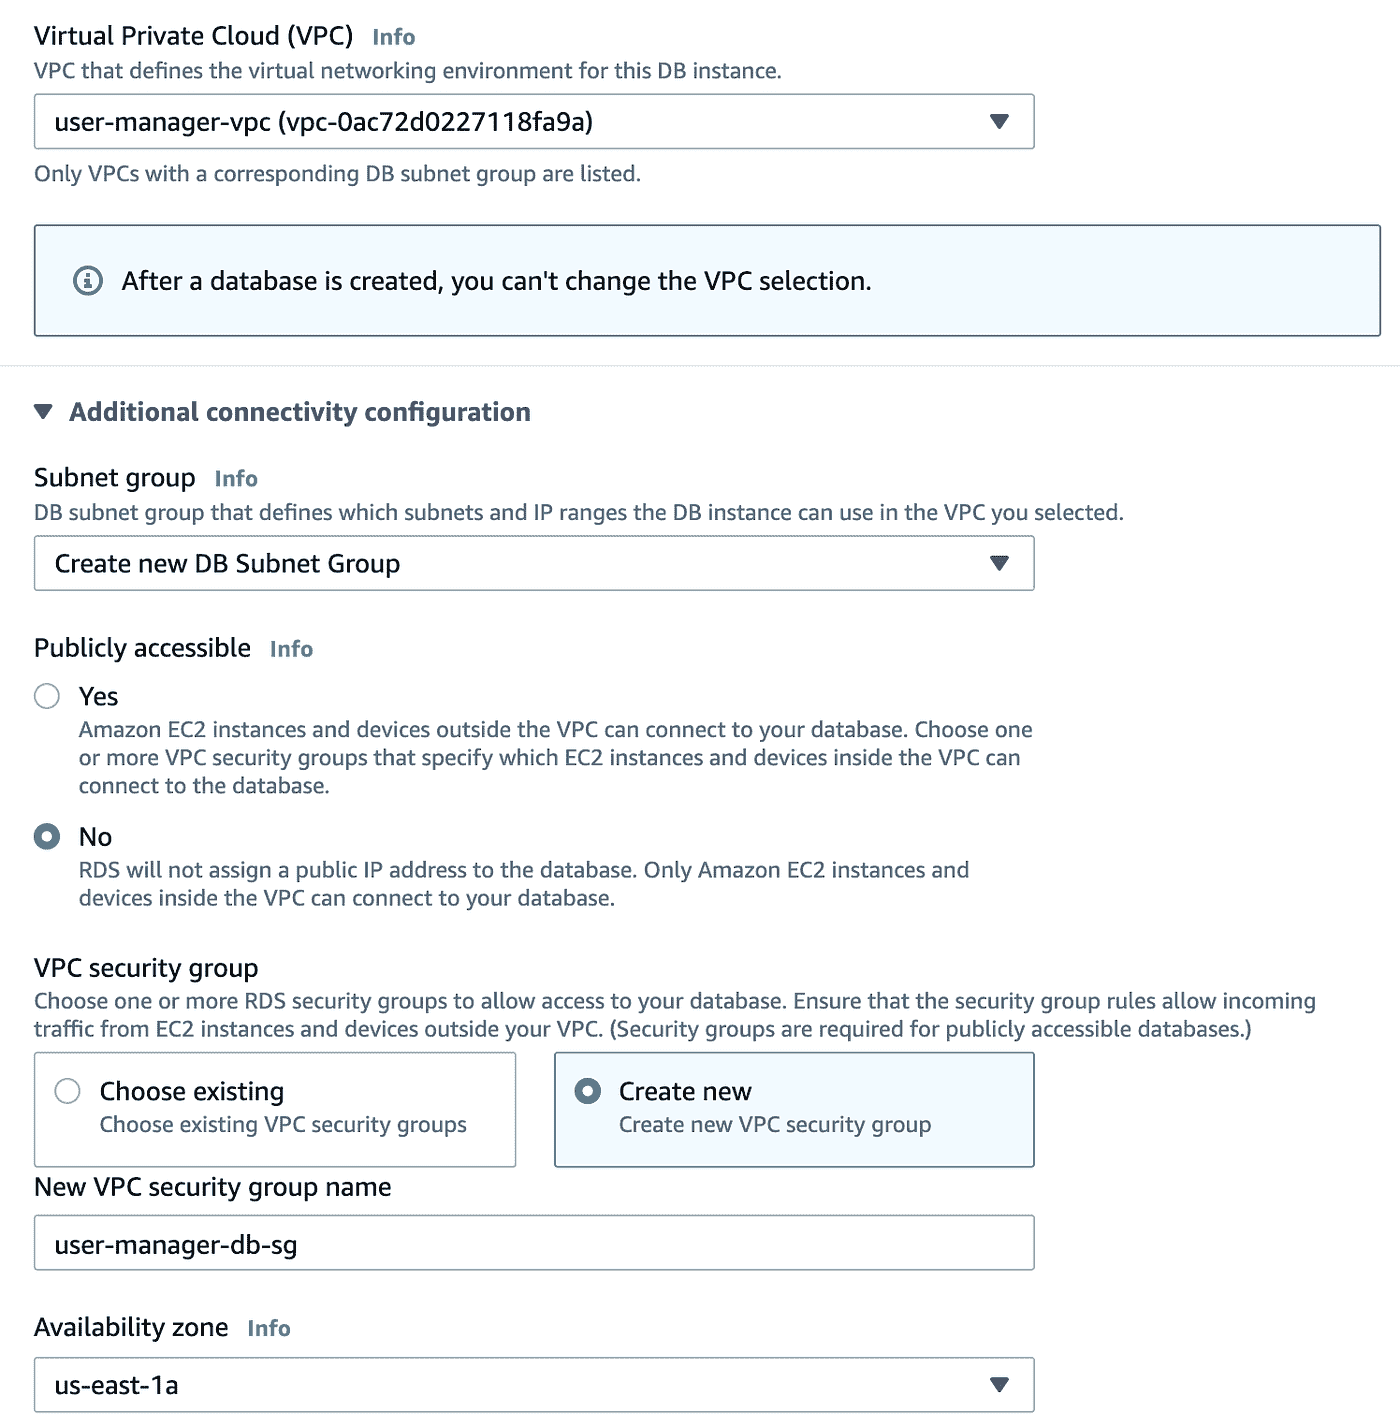 Virtual Private Cloud (VPC) Info
VPC that defines the virtual networking environment for this DB instance.
user-manager-vpc (vpc-0ac72d0227118fa9a)
Only VPCs with a corresponding DB subnet group are listed.
After a database is created, you can't change the VPC selection.
Additional connectivity configuration
Subnet group Info
DB subnet group that defines which subnets and IP ranges the DB instance can use in the VPC you selected.
Create new DB Subnet Group
Publicly accessible Info
Yes
Amazon EC2 instances and devices outside the VPC can connect to your database. Choose one
or more VPC security groups that specify which EC2 instances and devices inside the VPC can
connect to the database.
No
RDS will not assign a public IP address to the database. Only Amazon EC2 instances and
devices inside the VPC can connect to your database.
VPC security group
Choose one or more RDS security groups to allow access to your database. Ensure that the security group rules allow incoming
traffic from EC2 instances and devices outside your VPC. (Security groups are required for publicly accessible databases.)
Choose existing
Choose existing VPC security groups
Create new
Create new VPC security group
New VPC security group name
user-manager-db-sg
Availability zone Info
us-east-1a